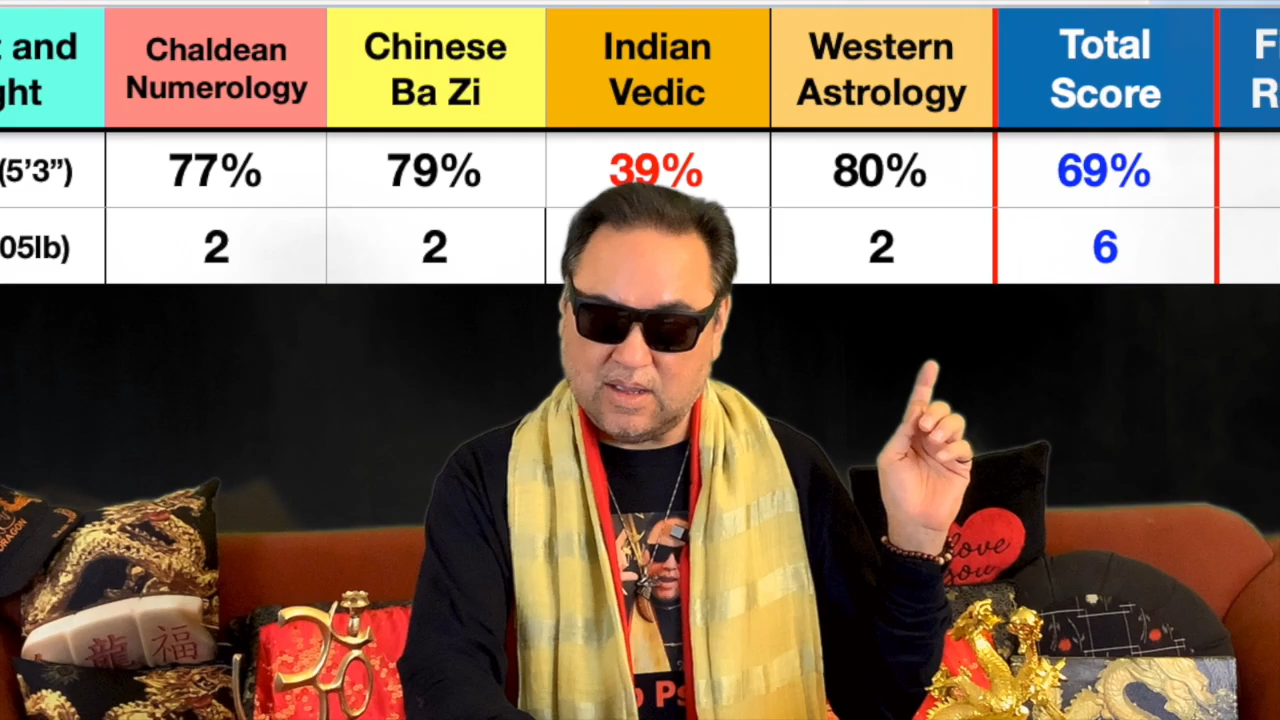 t and
ght
Chaldean
Numerology
Chinese
Ba Zi
Indian
Vedic
Western
Astrology
Total
Score
(5’3”)
77%
79%
39%
80%
69%
05lb)
2
2
2
6
龍
福
love
you
DRAGON